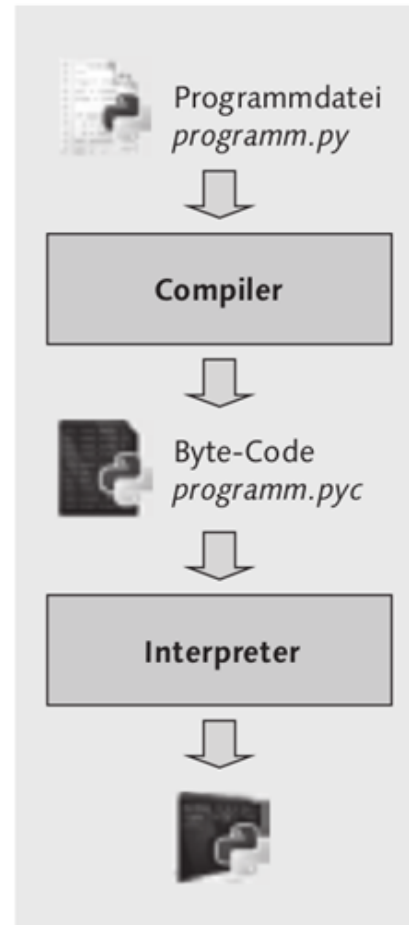 Programmdatei
programm.py
Compiler
Byte-Code
programm.pyc
Interpreter